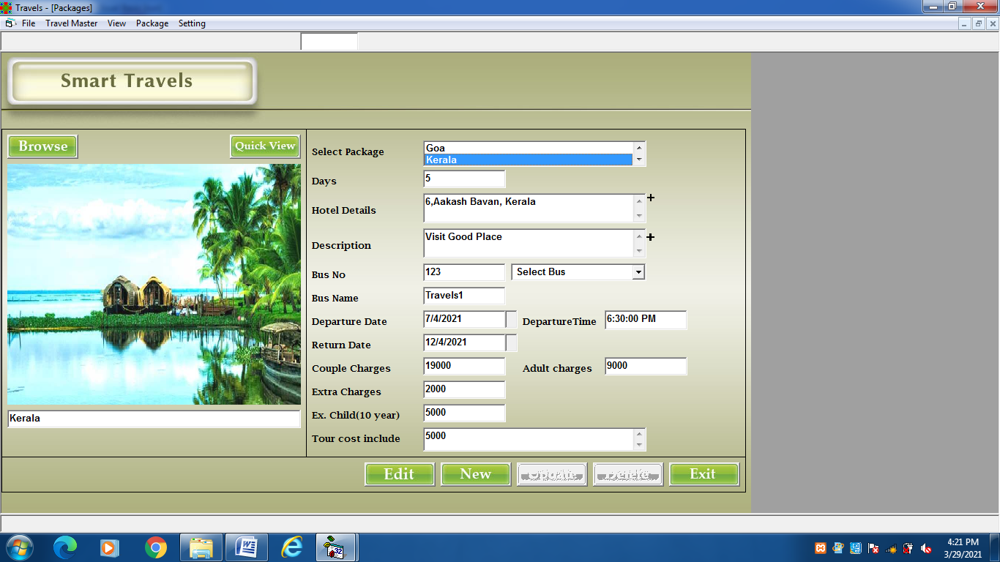 Travels - [Packages]
File Travel Master View Package Setting
Smart Travels
Browse Quick View
Kerala
Select Package Goa
Kerala
Days 5
Hotel Details 6,Aakash Bavan, Kerala
Description Visit Good Place
Bus No 123 Select Bus
Bus Name Travels1
Departure Date 7/4/2021 DepartureTime 6:30:00 PM
Return Date 12/4/2021
Couple Charges 19000 Adult charges 9000
Extra Charges 2000
Ex. Child(10 year) 5000
Tour cost include 5000
Edit New Update Delete Exit
4:21 PM
3/29/2021